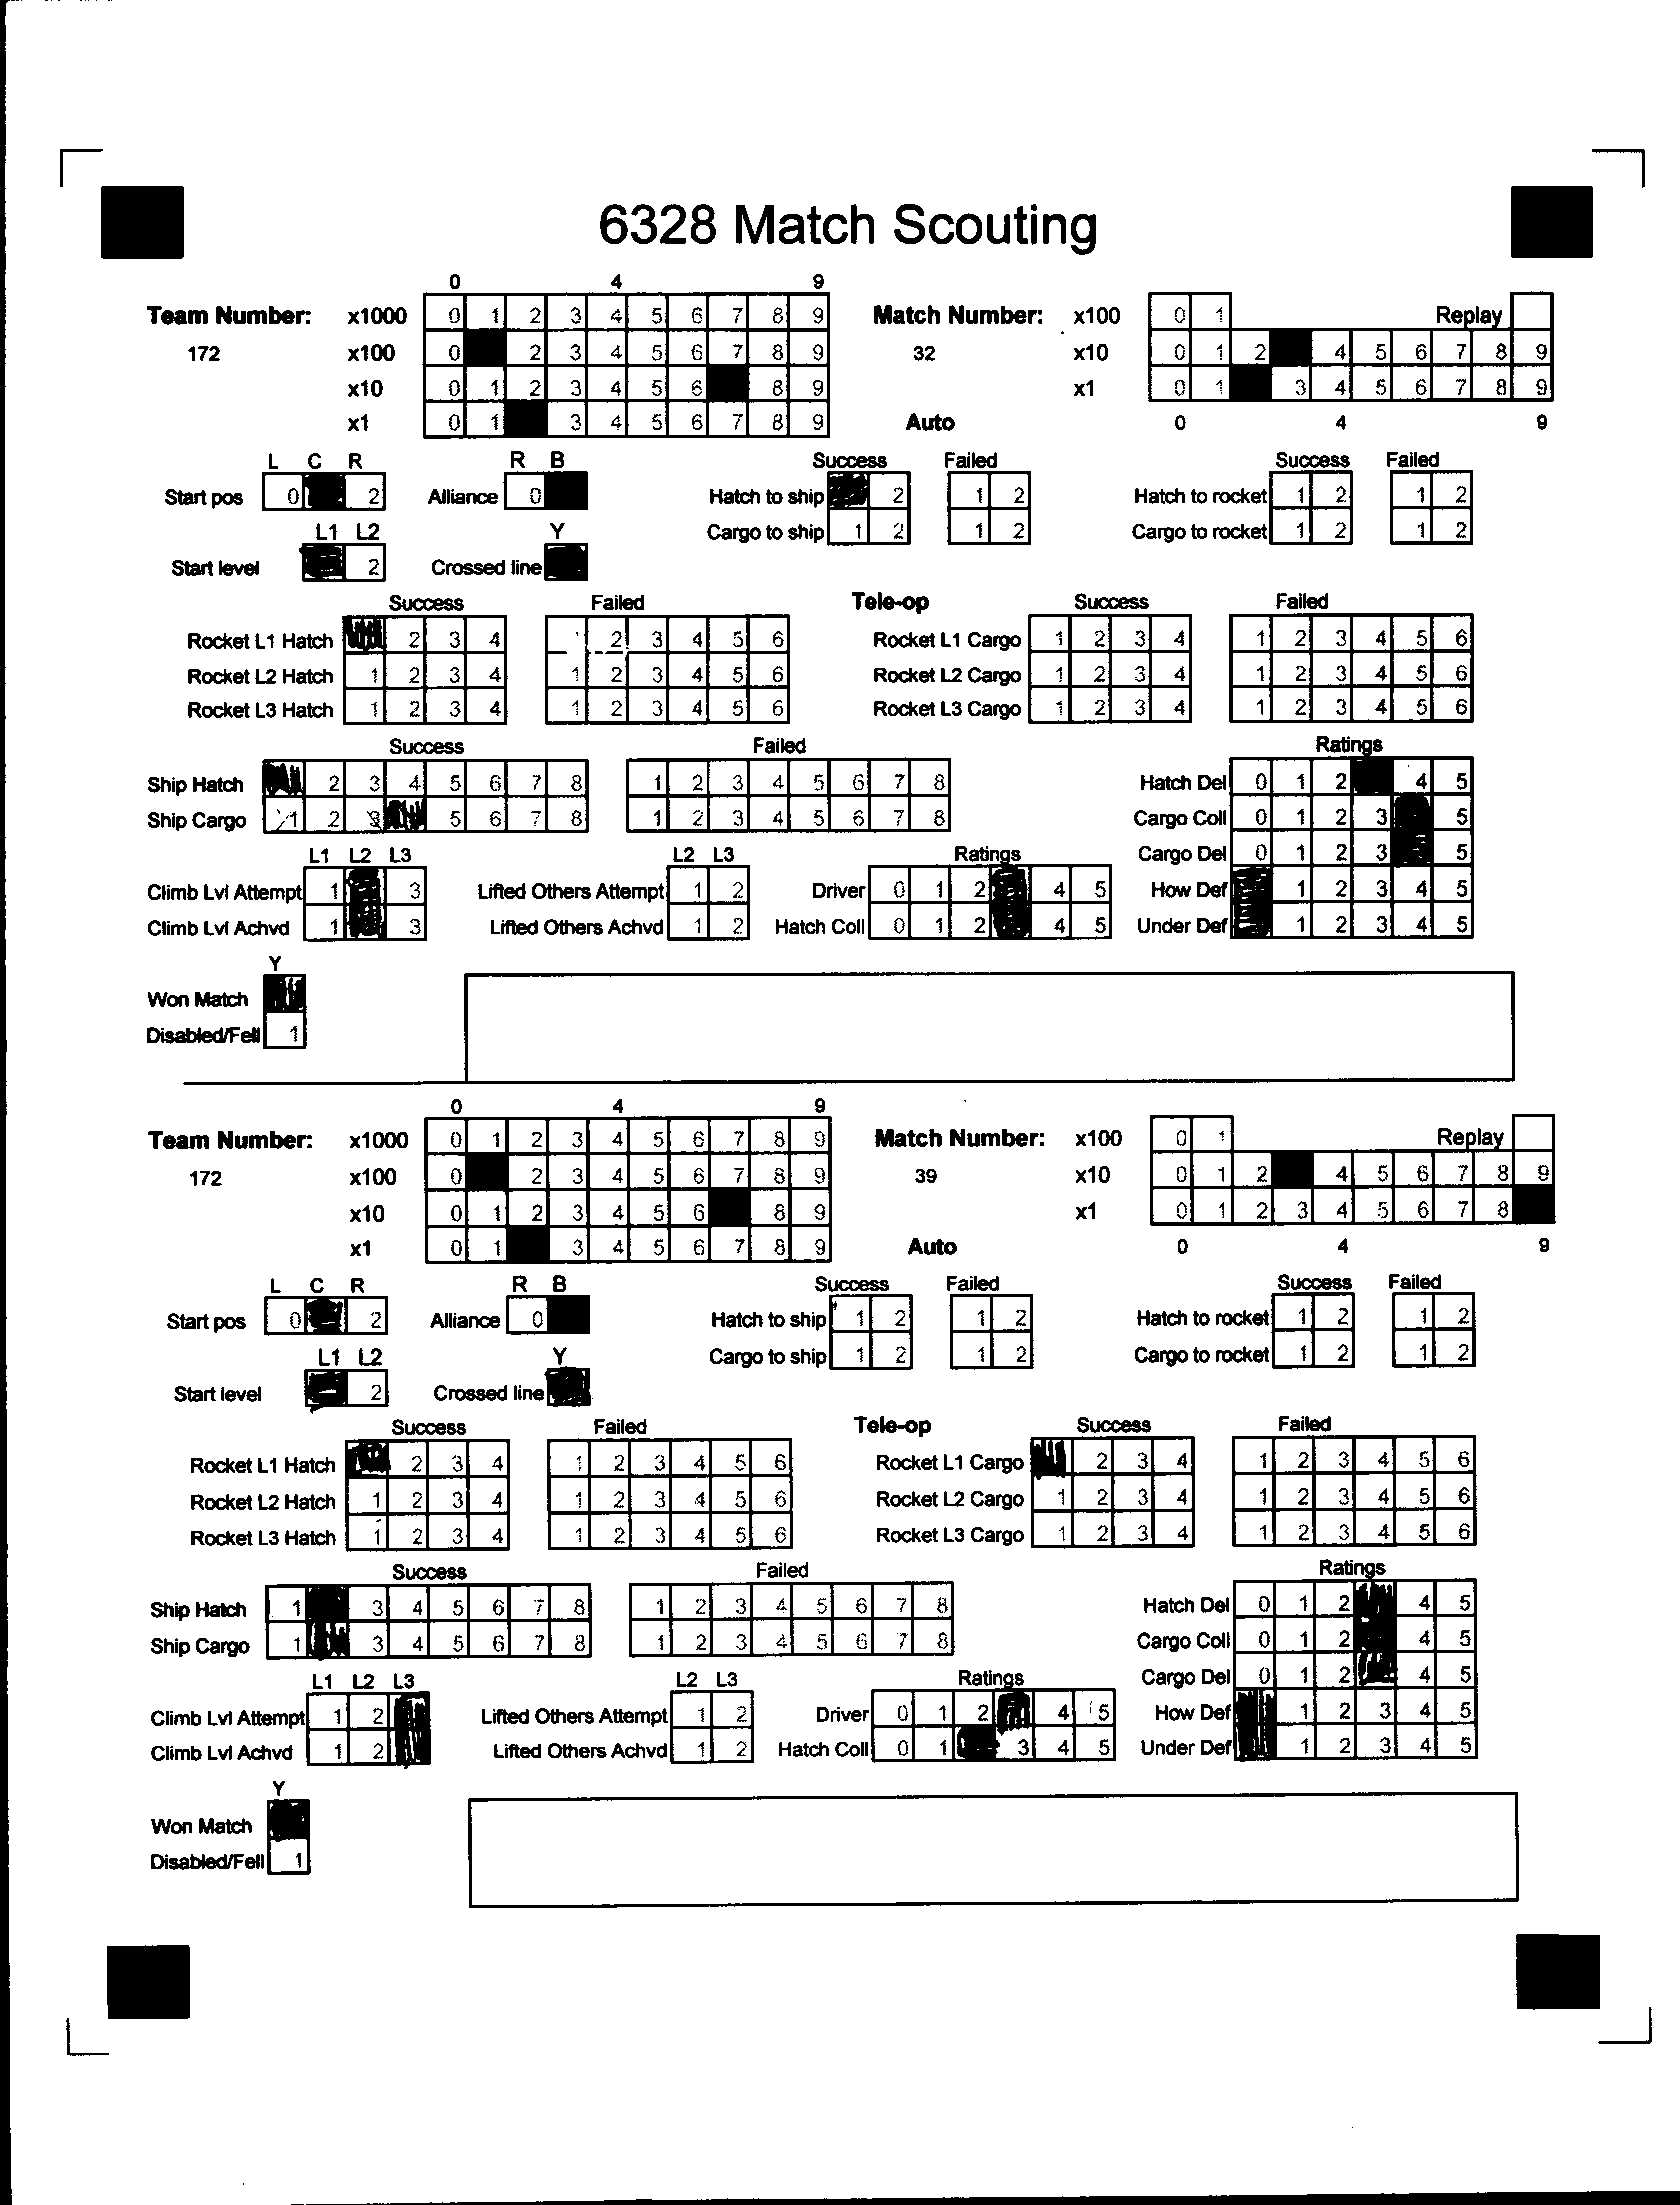 6328 Match Scouting
0 4 9
Team Number: x1000 0 1 2 3 4 5 6 7 8 9 Match Number: x100 0 1 Replay
172 x100 0 2 3 4 5 6 7 8 9 32 x10 0 1 2 4 5 6 7 8 9
x10 0 1 2 3 4 5 6 8 9 x1 0 1 3 4 5 6 7 8 9
x1 0 1 3 4 5 6 7 8 9 Auto 0 4 9
L C R R B Success Failed Success Failed
Start pos 0 2 Alliance 0 Hatch to ship 2 1 2 Hatch to rocket 1 2 1 2
L1 L2 Y Cargo to ship 1 2 1 2 Cargo to rocket 1 2 1 2
Start level 2 Crossed line
Success Failed Tele-op Success Failed
Rocket L1 Hatch 2 3 4 1 2 3 4 5 6 Rocket L1 Cargo 1 2 3 4 1 2 3 4 5 6
Rocket L2 Hatch 1 2 3 4 1 2 3 4 5 6 Rocket L2 Cargo 1 2 3 4 1 2 3 4 5 6
Rocket L3 Hatch 1 2 3 4 1 2 3 4 5 6 Rocket L3 Cargo 1 2 3 4 1 2 3 4 5 6
Success Failed Ratings
Ship Hatch 2 3 4 5 6 7 8 1 2 3 4 5 6 7 8 Hatch Del 0 1 2 4 5
Ship Cargo 1 2 3 5 6 7 8 1 2 3 4 5 6 7 8 Cargo Coll 0 1 2 3 5
L1 L2 L3 L2 L3 Ratings Cargo Del 0 1 2 3 5
Climb Lvl Attempt 1 3 Lifted Others Attempt 1 2 Driver 0 1 2 4 5 How Def 1 2 3 4 5
Climb Lvl Achvd 1 3 Lifted Others Achvd 1 2 Hatch Coll 0 1 2 4 5 Under Def 1 2 3 4 5
Y
Won Match
Disabled/Fell 1
0 4 9
Team Number: x1000 0 1 2 3 4 5 6 7 8 9 Match Number: x100 0 1 Replay
172 x100 0 2 3 4 5 6 7 8 9 39 x10 0 1 2 4 5 6 7 8 9
x10 0 1 2 3 4 5 6 8 9 x1 0 1 2 3 4 5 6 7 8
x1 0 1 3 4 5 6 7 8 9 Auto 0 4 9
L C R R B Success Failed Success Failed
Start pos 0 2 Alliance 0 Hatch to ship 1 2 1 2 Hatch to rocket 1 2 1 2
L1 L2 Y Cargo to ship 1 2 1 2 Cargo to rocket 1 2 1 2
Start level 2 Crossed line
Success Failed Tele-op Success Failed
Rocket L1 Hatch 2 3 4 1 2 3 4 5 6 Rocket L1 Cargo 2 3 4 1 2 3 4 5 6
Rocket L2 Hatch 1 2 3 4 1 2 3 4 5 6 Rocket L2 Cargo 1 2 3 4 1 2 3 4 5 6
Rocket L3 Hatch 1 2 3 4 1 2 3 4 5 6 Rocket L3 Cargo 1 2 3 4 1 2 3 4 5 6
Success Failed Ratings
Ship Hatch 1 3 4 5 6 7 8 1 2 3 4 5 6 7 8 Hatch Del 0 1 2 4 5
Ship Cargo 1 3 4 5 6 7 8 1 2 3 4 5 6 7 8 Cargo Coll 0 1 2 4 5
L1 L2 L3 L2 L3 Ratings Cargo Del 0 1 2 4 5
Climb Lvl Attempt 1 2 Lifted Others Attempt 1 2 Driver 0 1 2 4 5 How Def 1 2 3 4 5
Climb Lvl Achvd 1 2 Lifted Others Achvd 1 2 Hatch Coll 0 1 3 4 5 Under Def 1 2 3 4 5
Y
Won Match
Disabled/Fell 1